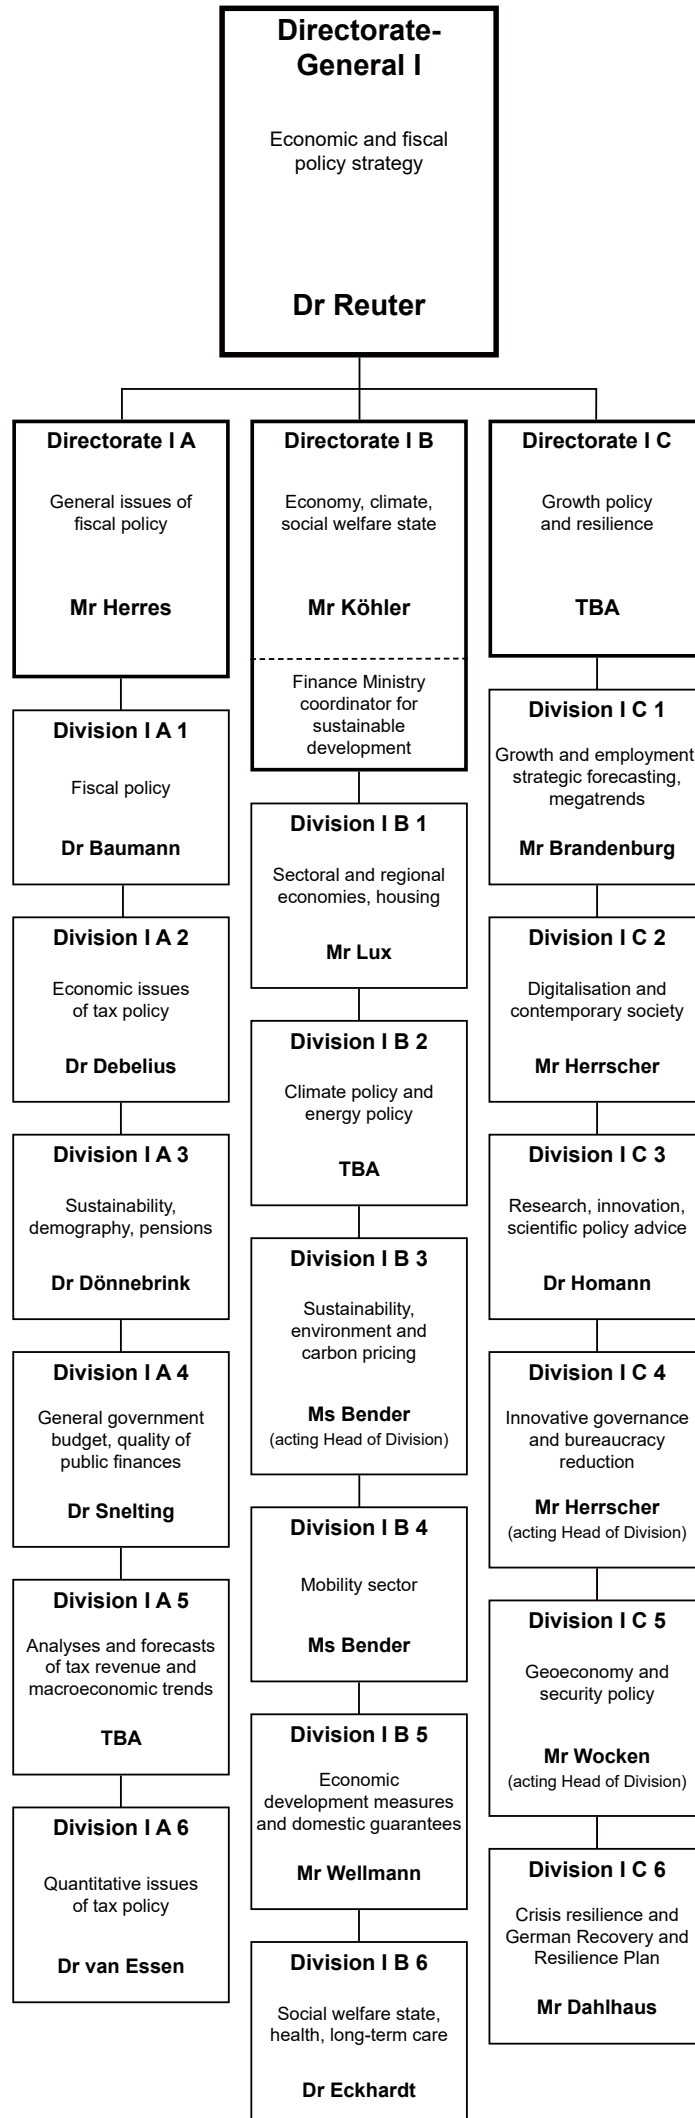 Directorate-
General I
Economic and fiscal
policy strategy
Dr Reuter
Directorate I A
General issues of
fiscal policy
Mr Herres
Division I A 1
Fiscal policy
Dr Baumann
Division I A 2
Economic issues
of tax policy
Dr Debelius
Division I A 3
Sustainability,
demography, pensions
Dr Dönnebrink
Division I A 4
General government
budget, quality of
public finances
Dr Snelting
Division I A 5
Analyses and forecasts
of tax revenue and
macroeconomic trends
TBA
Division I A 6
Quantitative issues
of tax policy
Dr van Essen
Directorate I B
Economy, climate,
social welfare state
Mr Köhler
Finance Ministry
coordinator for
sustainable
development
Division I B 1
Sectoral and regional
economies, housing
Mr Lux
Division I B 2
Climate policy and
energy policy
TBA
Division I B 3
Sustainability,
environment and
carbon pricing
Ms Bender
(acting Head of Division)
Division I B 4
Mobility sector
Ms Bender
Division I B 5
Economic
development measures
and domestic guarantees
Mr Wellmann
Division I B 6
Social welfare state,
health, long-term care
Dr Eckhardt
Directorate I C
Growth policy
and resilience
TBA
Division I C 1
Growth and employment
strategic forecasting,
megatrends
Mr Brandenburg
Division I C 2
Digitalisation and
contemporary society
Mr Herrscher
Division I C 3
Research, innovation,
scientific policy advice
Dr Homann
Division I C 4
Innovative governance
and bureaucracy
reduction
Mr Herrscher
(acting Head of Division)
Division I C 5
Geoeconomy and
security policy
Mr Wocken
(acting Head of Division)
Division I C 6
Crisis resilience and
German Recovery and
Resilience Plan
Mr Dahlhaus